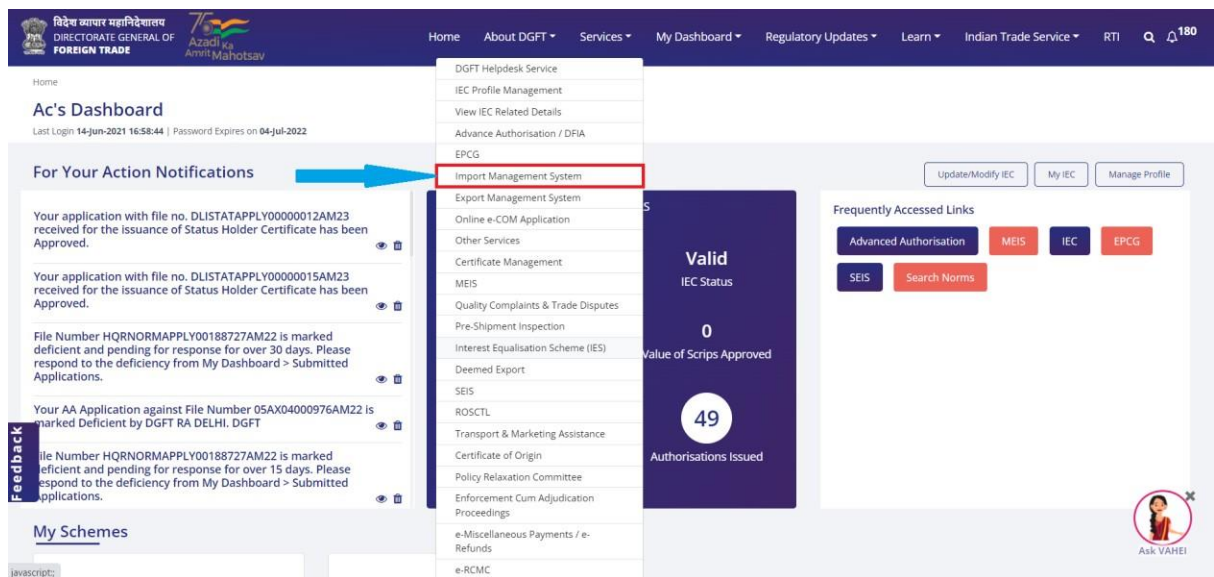 विदेश व्यापार महानिदेशालय
DIRECTORATE GENERAL OF
FOREIGN TRADE
Azadi Ka
Amrit Mahotsav
Home
About DGFT
Services
My Dashboard
Regulatory Updates
Learn
Indian Trade Service
RTI
180
Home
Ac's Dashboard
Last Login 14-Jun-2021 16:58:44 | Password Expires on 04-Jul-2022
DGFT Helpdesk Service
IEC Profile Management
View IEC Related Details
Advance Authorisation / DFIA
EPCG
Import Management System
Export Management System
Online e-COM Application
Other Services
Certificate Management
MEIS
Quality Complaints & Trade Disputes
Pre-Shipment Inspection
Interest Equalisation Scheme (IES)
Deemed Export
SEIS
ROSCTL
Transport & Marketing Assistance
Certificate of Origin
Policy Relaxation Committee
Enforcement Cum Adjudication
Proceedings
e-Miscellaneous Payments / e-
Refunds
e-RCMC
For Your Action Notifications
Your application with file no. DLISTATAPPLY00000012AM23
received for the issuance of Status Holder Certificate has been
Approved.
Your application with file no. DLISTATAPPLY00000015AM23
received for the issuance of Status Holder Certificate has been
Approved.
File Number HQRNORMAPPLY00188727AM22 is marked
deficient and pending for response for over 30 days. Please
respond to the deficiency from My Dashboard > Submitted
Applications.
Your AA Application against File Number 05AX04000976AM22 is
marked Deficient by DGFT RA DELHI. DGFT
File Number HQRNORMAPPLY00188727AM22 is marked
deficient and pending for response for over 15 days. Please
respond to the deficiency from My Dashboard > Submitted
Applications.
S
Valid
IEC Status
0
Value of Scrips Approved
49
Authorisations Issued
Update/Modify IEC
My IEC
Manage Profile
Frequently Accessed Links
Advanced Authorisation
MEIS
IEC
EPCG
SEIS
Search Norms
Feedback
My Schemes
Ask VAHEI
javascript:;